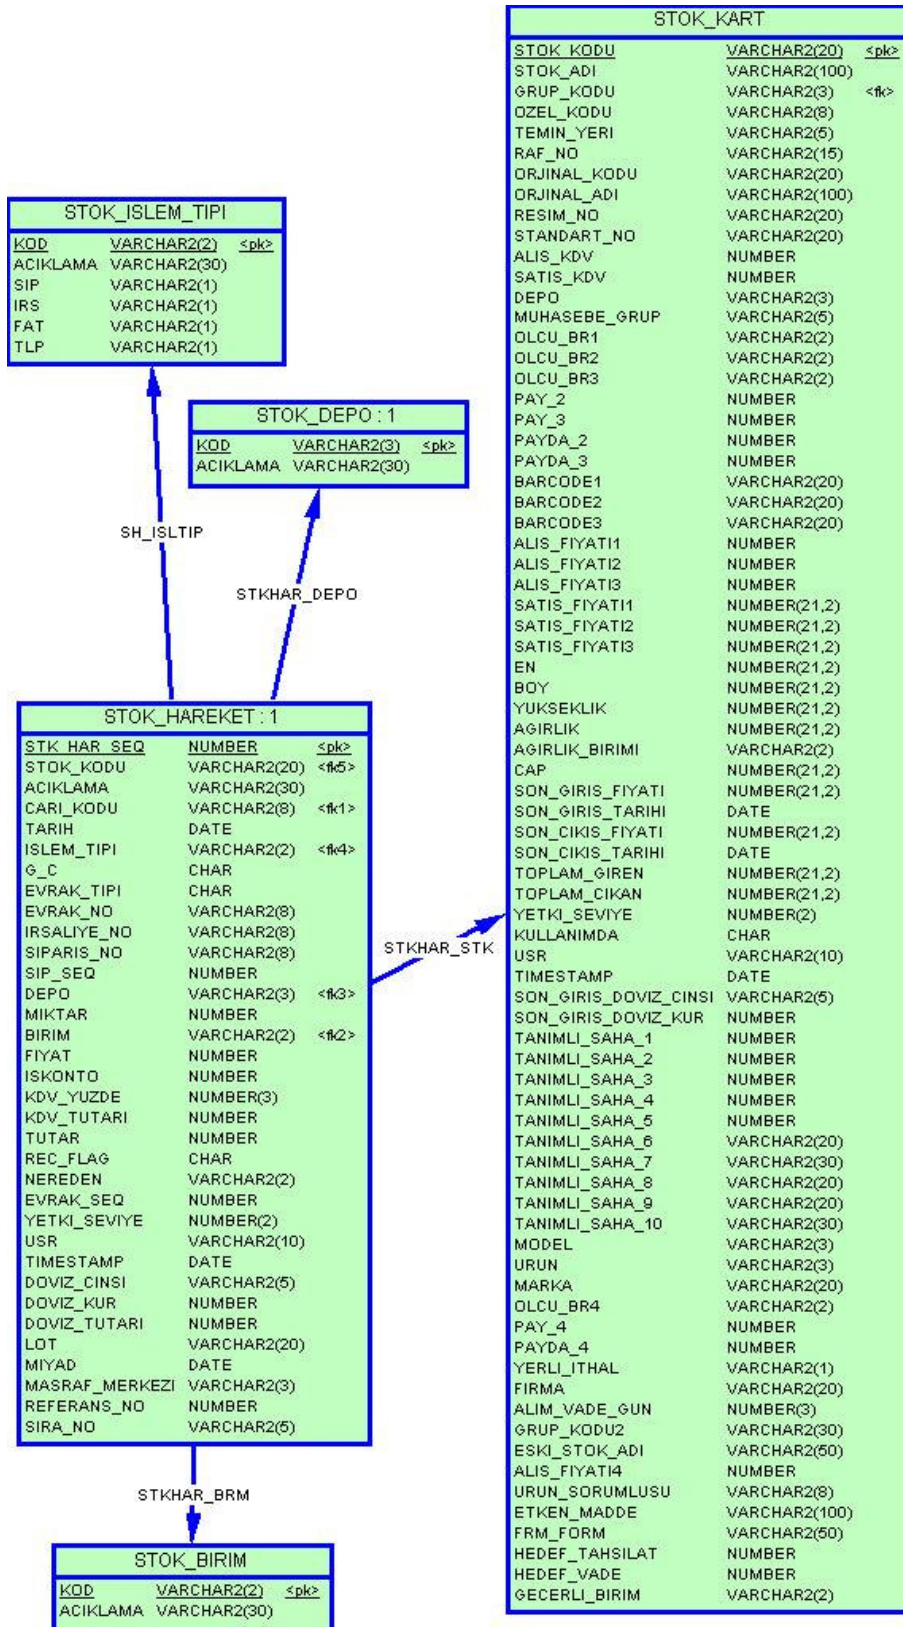 STOK_ISLEM_TIPI
KOD VARCHAR2(2) <pk>
ACIKLAMA VARCHAR2(30)
SIP VARCHAR2(1)
IRS VARCHAR2(1)
FAT VARCHAR2(1)
TLP VARCHAR2(1)
STOK_DEPO : 1
KOD VARCHAR2(3) <pk>
ACIKLAMA VARCHAR2(30)
SH_ISLTIP
STKHAR_DEPO
STOK_HAREKET : 1
STK_HAR_SEQ NUMBER <pk>
STOK_KODU VARCHAR2(20) <fk5>
ACIKLAMA VARCHAR2(30)
CARI_KODU VARCHAR2(8) <fk1>
TARIH DATE
ISLEM_TIPI VARCHAR2(2) <fk4>
G_C CHAR
EVRAK_TIPI CHAR
EVRAK_NO VARCHAR2(8)
IRSALIYE_NO VARCHAR2(8)
SIPARIS_NO VARCHAR2(8)
SIP_SEQ NUMBER
DEPO VARCHAR2(3) <fk3>
MIKTAR NUMBER
BIRIM VARCHAR2(2) <fk2>
FIYAT NUMBER
ISKONTO NUMBER
KDV_YUZDE NUMBER(3)
KDV_TUTARI NUMBER
TUTAR NUMBER
REC_FLAG CHAR
NEREDEN VARCHAR2(2)
EVRAK_SEQ NUMBER
YETKI_SEVIYE NUMBER(2)
USR VARCHAR2(10)
TIMESTAMP DATE
DOVIZ_CINSI VARCHAR2(5)
DOVIZ_KUR NUMBER
DOVIZ_TUTARI NUMBER
LOT VARCHAR2(20)
MIYAD DATE
MASRAF_MERKEZI VARCHAR2(3)
REFERANS_NO NUMBER
SIRA_NO VARCHAR2(5)
STKHAR_STK
STKHAR_BRM
STOK_BIRIM
KOD VARCHAR2(2) <pk>
ACIKLAMA VARCHAR2(30)
STOK_KART
STOK_KODU VARCHAR2(20) <pk>
STOK_ADI VARCHAR2(100)
GRUP_KODU VARCHAR2(3) <fk>
OZEL_KODU VARCHAR2(8)
TEMIN_YERI VARCHAR2(5)
RAF_NO VARCHAR2(15)
ORJINAL_KODU VARCHAR2(20)
ORJINAL_ADI VARCHAR2(100)
RESIM_NO VARCHAR2(20)
STANDART_NO VARCHAR2(20)
ALIS_KDV NUMBER
SATIS_KDV NUMBER
DEPO VARCHAR2(3)
MUHASEBE_GRUP VARCHAR2(5)
OLCU_BR1 VARCHAR2(2)
OLCU_BR2 VARCHAR2(2)
OLCU_BR3 VARCHAR2(2)
PAY_2 NUMBER
PAY_3 NUMBER
PAYDA_2 NUMBER
PAYDA_3 NUMBER
BARCODE1 VARCHAR2(20)
BARCODE2 VARCHAR2(20)
BARCODE3 VARCHAR2(20)
ALIS_FIYATI1 NUMBER
ALIS_FIYATI2 NUMBER
ALIS_FIYATI3 NUMBER
SATIS_FIYATI1 NUMBER(21,2)
SATIS_FIYATI2 NUMBER(21,2)
SATIS_FIYATI3 NUMBER(21,2)
EN NUMBER(21,2)
BOY NUMBER(21,2)
YUKSEKLIK NUMBER(21,2)
AGIRLIK NUMBER(21,2)
AGIRLIK_BIRIMI VARCHAR2(2)
CAP NUMBER(21,2)
SON_GIRIS_FIYATI NUMBER(21,2)
SON_GIRIS_TARIHI DATE
SON_CIKIS_FIYATI NUMBER(21,2)
SON_CIKIS_TARIHI DATE
TOPLAM_GIREN NUMBER(21,2)
TOPLAM_CIKAN NUMBER(21,2)
YETKI_SEVIYE NUMBER(2)
KULLANIMDA CHAR
USR VARCHAR2(10)
TIMESTAMP DATE
SON_GIRIS_DOVIZ_CINSI VARCHAR2(5)
SON_GIRIS_DOVIZ_KUR NUMBER
TANIMLI_SAHA_1 NUMBER
TANIMLI_SAHA_2 NUMBER
TANIMLI_SAHA_3 NUMBER
TANIMLI_SAHA_4 NUMBER
TANIMLI_SAHA_5 NUMBER
TANIMLI_SAHA_6 VARCHAR2(20)
TANIMLI_SAHA_7 VARCHAR2(30)
TANIMLI_SAHA_8 VARCHAR2(20)
TANIMLI_SAHA_9 VARCHAR2(20)
TANIMLI_SAHA_10 VARCHAR2(30)
MODEL VARCHAR2(3)
URUN VARCHAR2(3)
MARKA VARCHAR2(20)
OLCU_BR4 VARCHAR2(2)
PAY_4 NUMBER
PAYDA_4 NUMBER
YERLI_ITHAL VARCHAR2(1)
FIRMA VARCHAR2(20)
ALIM_VADE_GUN NUMBER(3)
GRUP_KODU2 VARCHAR2(30)
ESKI_STOK_ADI VARCHAR2(50)
ALIS_FIYATI4 NUMBER
URUN_SORUMLUSU VARCHAR2(8)
ETKEN_MADDE VARCHAR2(100)
FRM_FORM VARCHAR2(50)
HEDEF_TAHSILAT NUMBER
HEDEF_VADE NUMBER
GECERLI_BIRIM VARCHAR2(2)